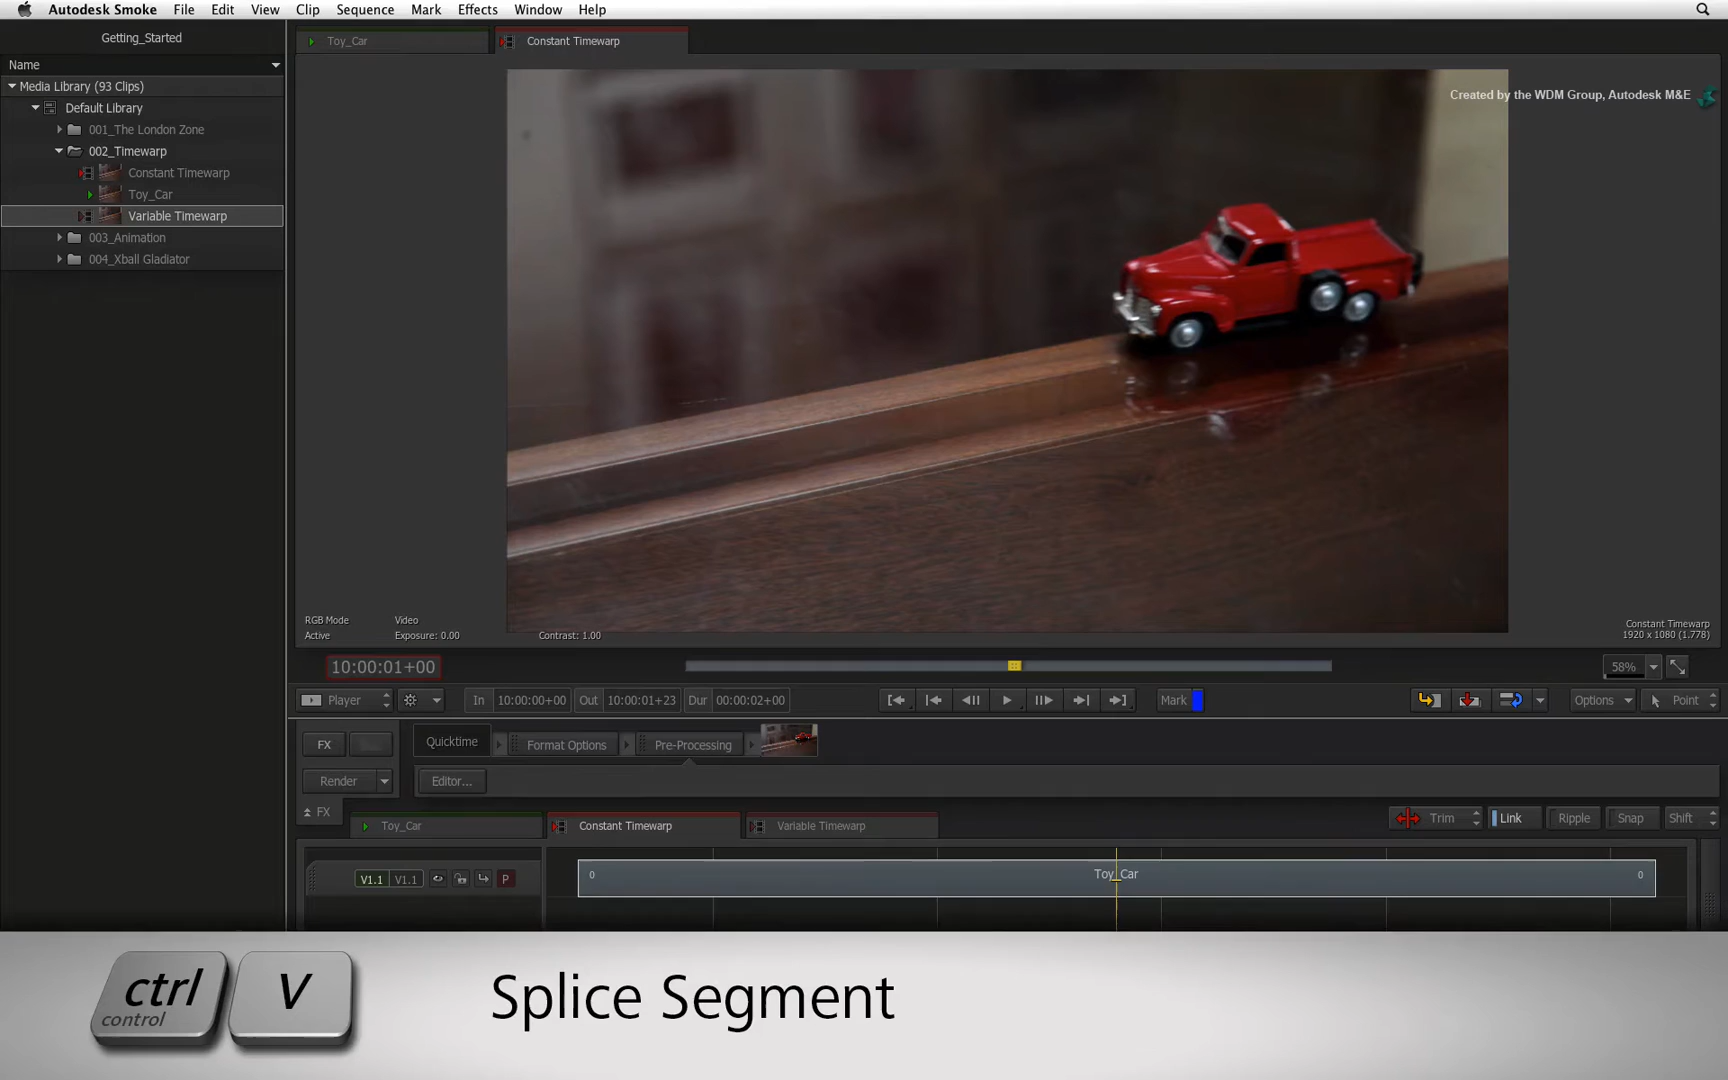 Autodesk Smoke File Edit View Clip Sequence Mark Effects Window Help
Getting_Started
Toy_Car
Constant Timewarp
Name
Media Library (93 Clips)
Default Library
001_The London Zone
002_Timewarp
Constant Timewarp
Toy_Car
Variable Timewarp
003_Animation
004_Xball Gladiator
Created by the WDM Group, Autodesk M&E
RGB Mode Video
Active Exposure: 0.00 Contrast: 1.00
Constant Timewarp
1920 x 1080 (1.778)
10:00:01+00
58%
Player In 10:00:00+00 Out 10:00:01+23 Dur 00:00:02+00 Mark Options Point
FX Quicktime Format Options Pre-Processing
Render Editor...
FX
Toy_Car Constant Timewarp Variable Timewarp Trim Link Ripple Snap Shift
V1.1 V1.1 P 0 Toy_Car 0
ctrl
control
V
Splice Segment